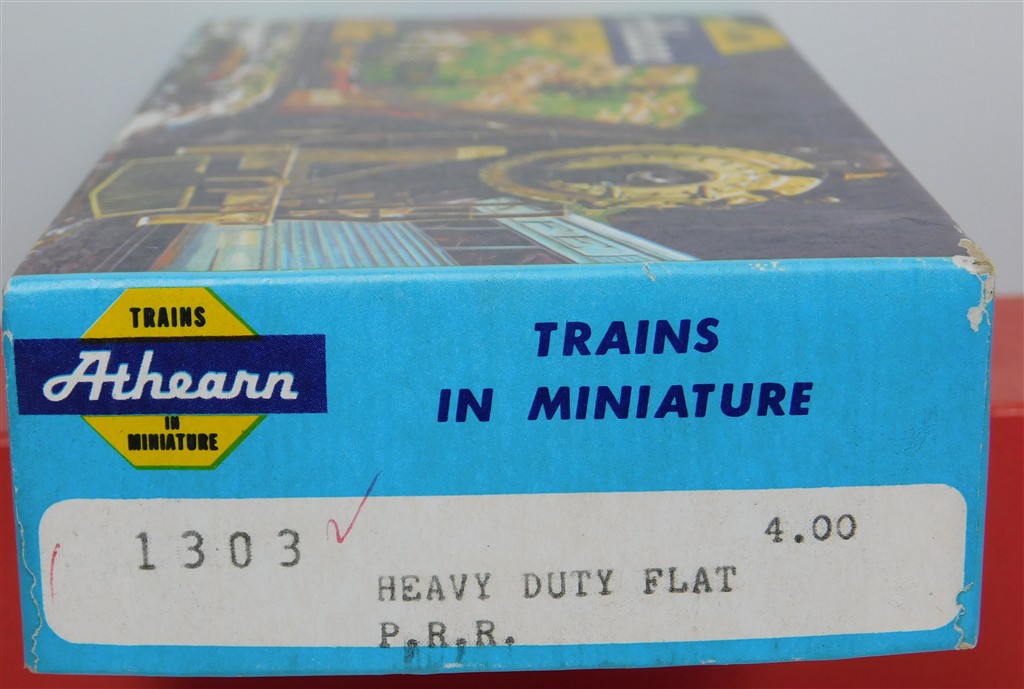 TRAINS
Athearn
IN
MINIATURE
TRAINS
IN MINIATURE
1303
4.00
HEAVY DUTY FLAT
P.R.R.